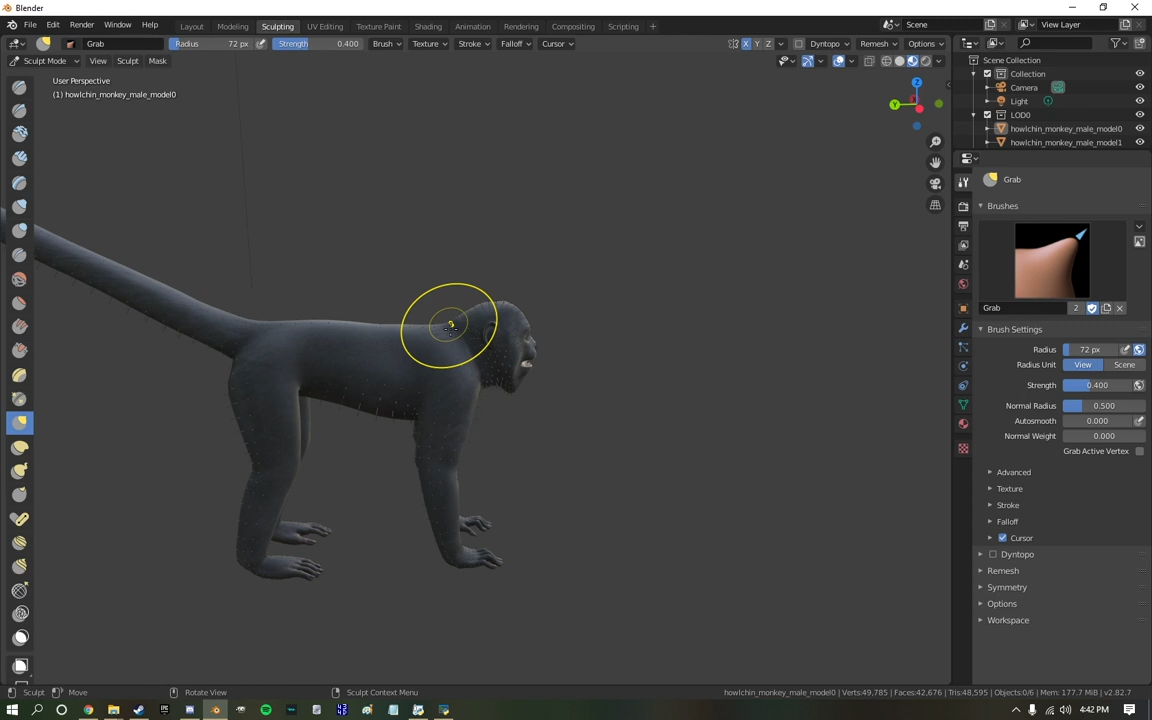 Blender
File Edit Render Window Help Layout Modeling Sculpting UV Editing Texture Paint Shading Animation Rendering Compositing Scripting + Scene View Layer
Grab Radius 72 px Strength 0.400 Brush Texture Stroke Falloff Cursor X Y Z Dyntopo Remesh Options
Sculpt Mode View Sculpt Mask
User Perspective
(1) howlchin_monkey_male_model0
Z
Y
Scene Collection
Collection
Camera
Light
LOD0
howlchin_monkey_male_model0
howlchin_monkey_male_model1
Grab
Brushes
Grab 2
Brush Settings
Radius 72 px
Radius Unit View Scene
Strength 0.400
Normal Radius 0.500
Autosmooth 0.000
Normal Weight 0.000
Grab Active Vertex
Advanced
Texture
Stroke
Falloff
Cursor
Dyntopo
Remesh
Symmetry
Options
Workspace
Sculpt Move Rotate View Sculpt Context Menu howlchin_monkey_male_model0 | Verts:49,785 | Faces:42,676 | Tris:48,595 | Objects:0/6 | Mem: 177.7 MiB | v2.82.7
4:42 PM